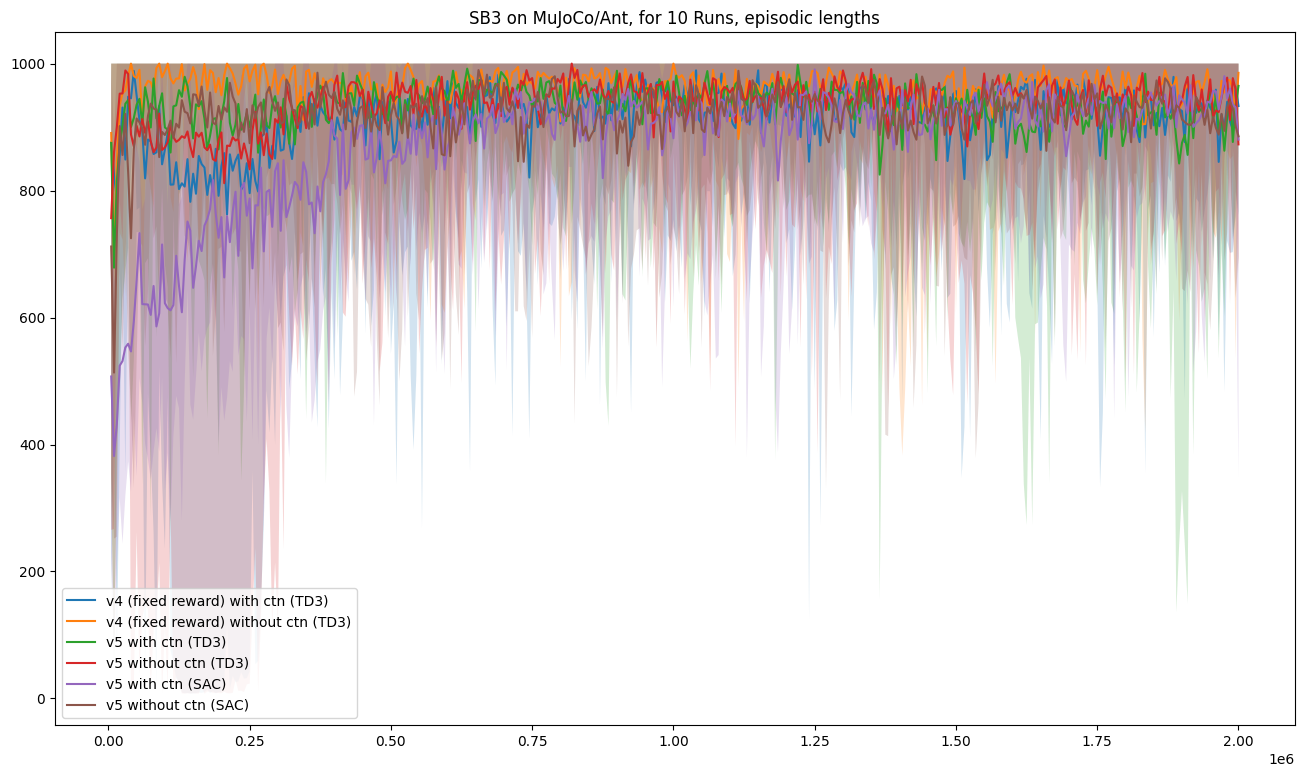 SB3 on MuJoCo/Ant, for 10 Runs, episodic lengths
1000
800
600
400
200
0
v4 (fixed reward) with ctn (TD3)
v4 (fixed reward) without ctn (TD3)
v5 with ctn (TD3)
v5 without ctn (TD3)
v5 with ctn (SAC)
v5 without ctn (SAC)
0.00 0.25 0.50 0.75 1.00 1.25 1.50 1.75 2.00
1e6